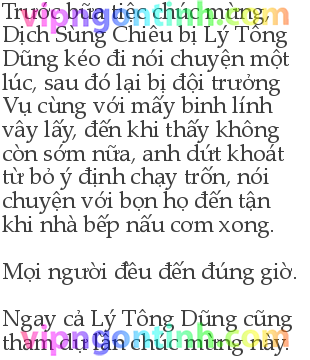 Trước bữa tiệc chúc mừng,
Dịch Sùng Chiêu bị Lý Tông
Dũng kéo đi nói chuyện một
lúc, sau đó lại bị đội trưởng
Vụ cùng với mấy binh lính
vây lấy, đến khi thấy không
còn sớm nữa, anh dứt khoát
từ bỏ ý định chạy trốn, nói
chuyện với bọn họ đến tận
khi nhà bếp nấu cơm xong.
Mọi người đều đến đúng giờ.
Ngay cả Lý Tông Dũng cũng
tham dự lần chúc mừng này.
vipngontinh.com
vipngontinh.com
vipngontinh.com